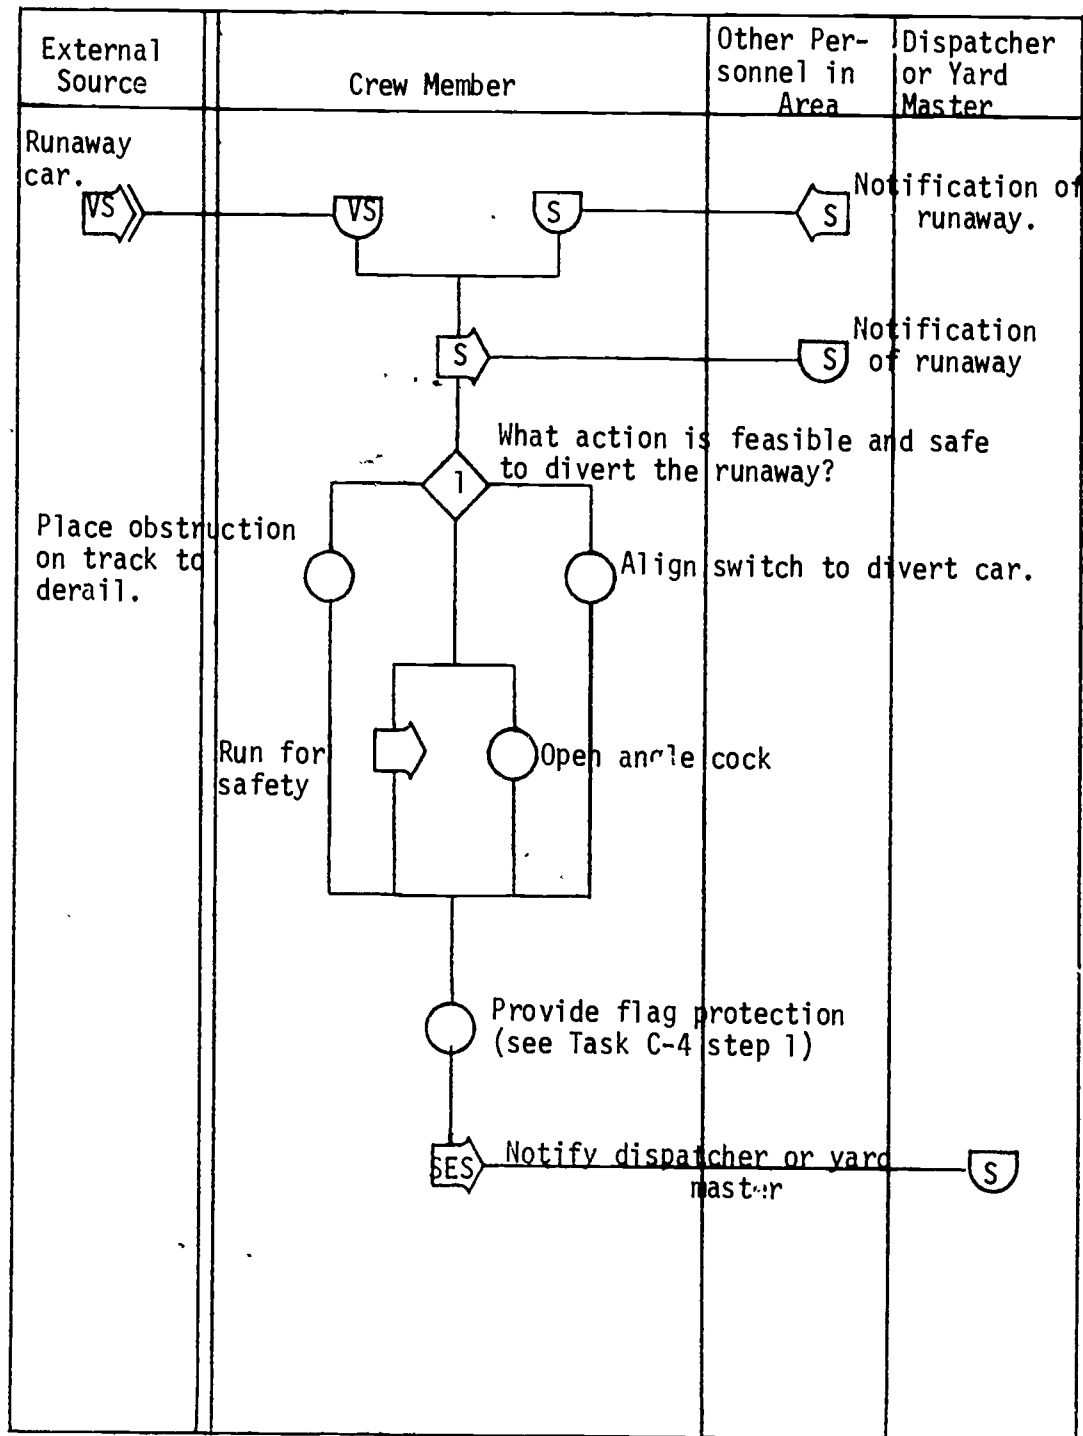 External
Source
Crew Member
Other Per-
sonnel in
Area
Dispatcher
or Yard
Master
Runaway
car.
VS
VS
S
S
Notification of
runaway.
S
S
Notification
of runaway
What action is feasible and safe
to divert the runaway?
1
Place obstruction
on track to
derail.
Align switch to divert car.
Run for
safety
Open angle cock
Provide flag protection
(see Task C-4 step 1)
SES
Notify dispatcher or yard
master
S